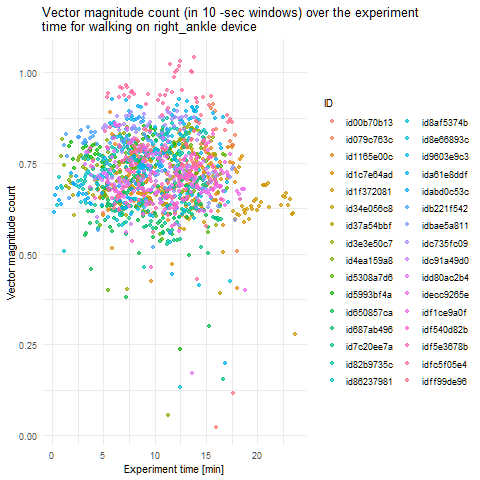 Vector magnitude count (in 10 -sec windows) over the experiment
time for walking on right_ankle device
1.00
0.75
0.50
0.25
0.00
Vector magnitude count
0
5
10
15
20
Experiment time [min]
ID
id00b70b13
id079c763c
id1165e00c
id1c7e64ad
id1f372081
id34e056c8
id37a54bbf
id3e3e50c7
id4ea159a8
id5308a7d6
id5993bf4a
id650857ca
id687ab496
id7c20ee7a
id82b9735c
id86237981
id8af5374b
id8e66893c
id9603e9c3
ida61e8ddf
idabd0c53c
idb221f542
idbae5a811
idc735fc09
idc91a49d0
idd80ac2b4
idecc9265e
idf1ce9a0f
idf540d82b
idf5e3678b
idfc5f05e4
idff99de96